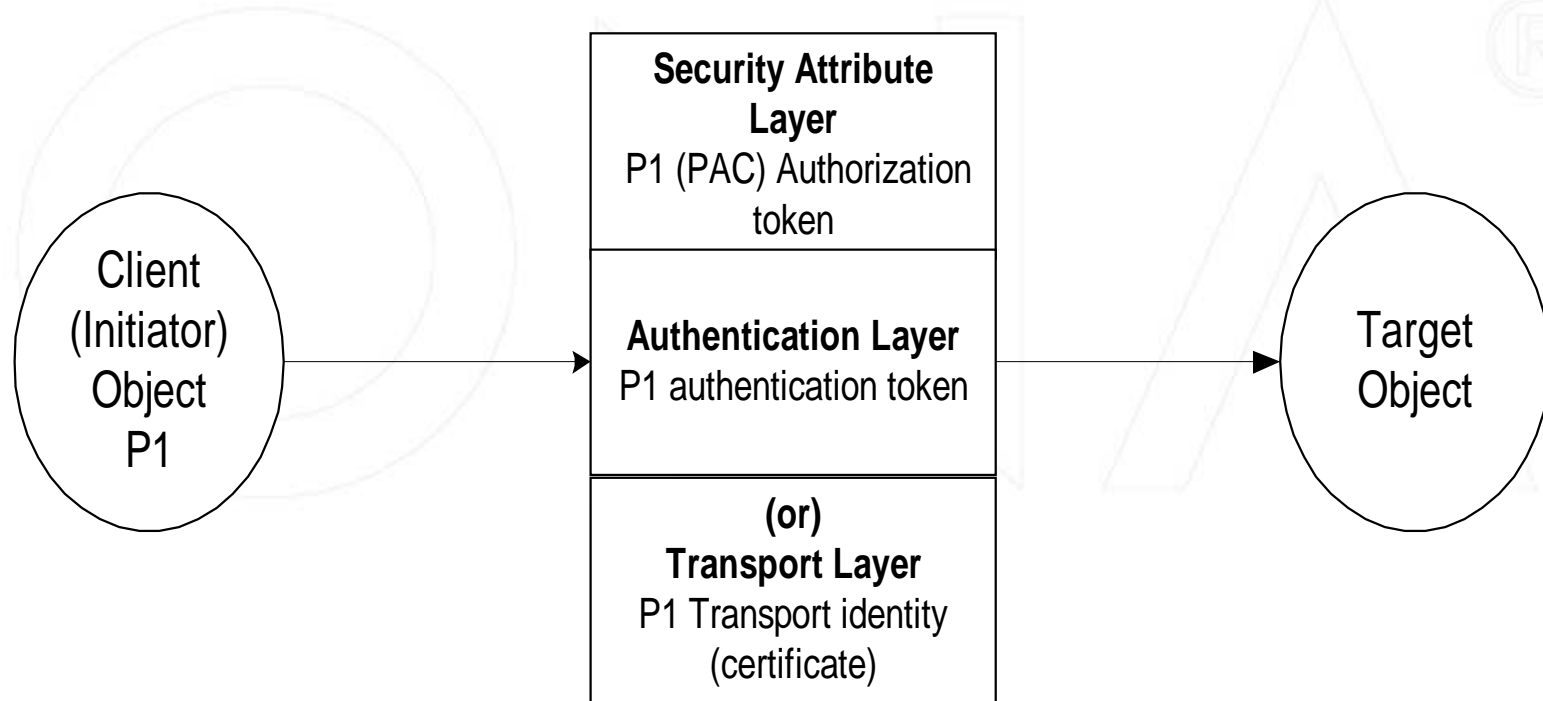 Client
(Initiator)
Object
P1
Security Attribute
Layer
P1 (PAC) Authorization
token
Authentication Layer
P1 authentication token
(or)
Transport Layer
P1 Transport identity
(certificate)
Target
Object
®